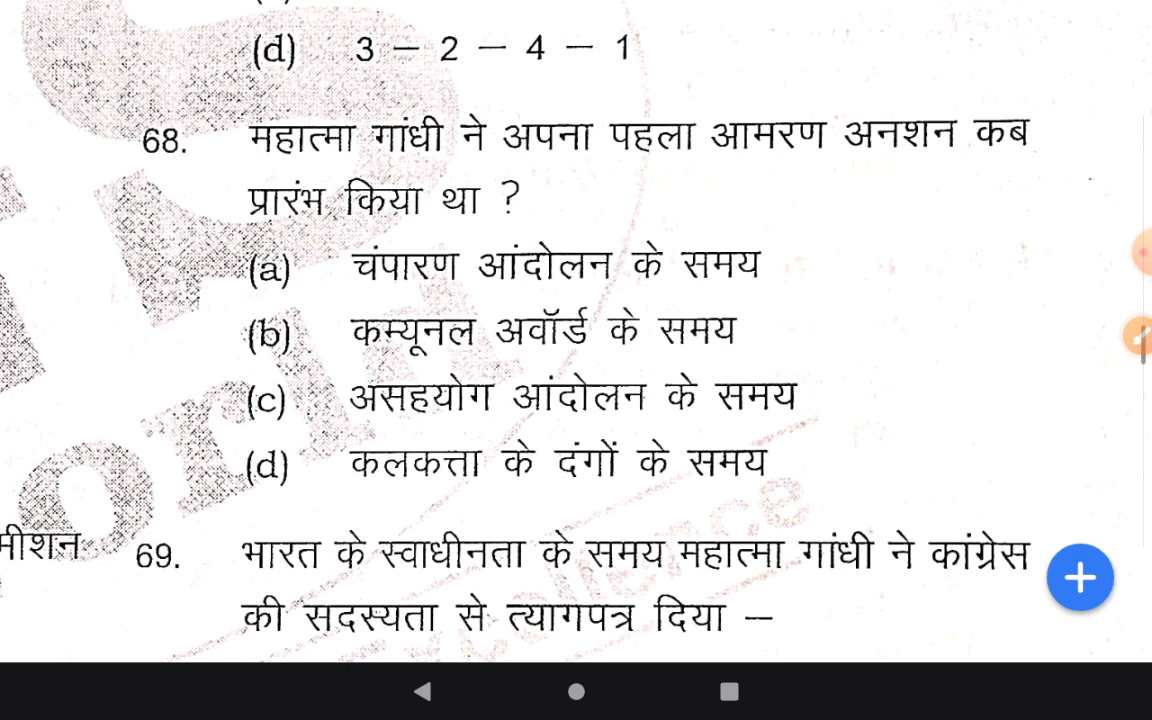 (d) 3 – 2 – 4 – 1
68. महात्मा गांधी ने अपना पहला आमरण अनशन कब
प्रारंभ किया था ?
(a) चंपारण आंदोलन के समय
(b) कम्यूनल अवॉर्ड के समय
(c) असहयोग आंदोलन के समय
(d) कलकत्ता के दंगों के समय
मीशन
69. भारत के स्वाधीनता के समय महात्मा गांधी ने कांग्रेस
की सदस्यता से त्यागपत्र दिया –